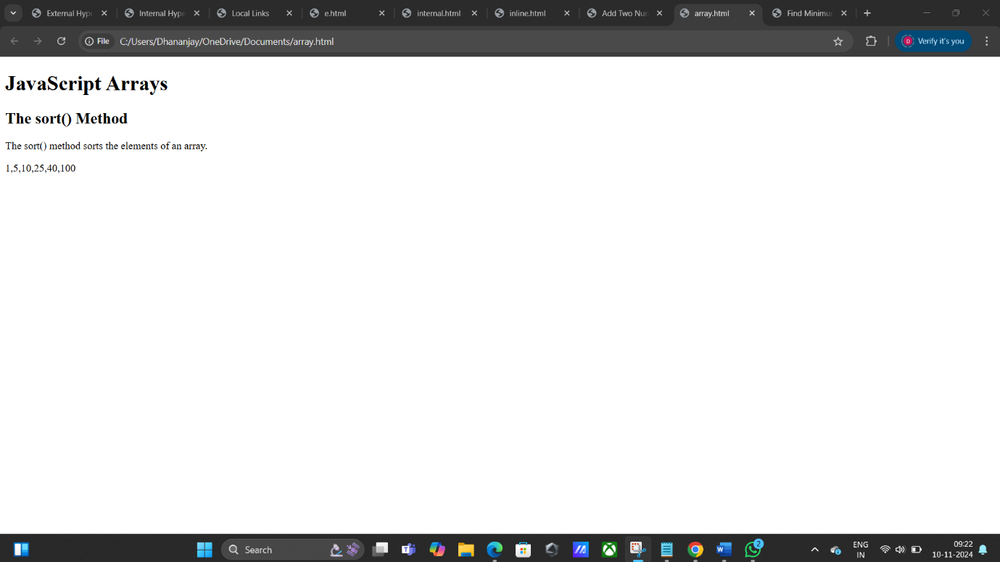 External Hype
Internal Hype
Local Links
e.html
internal.html
inline.html
Add Two Nun
array.html
Find Minimur
File
C:/Users/Dhananjay/OneDrive/Documents/array.html
D
Verify it's you
JavaScript Arrays
The sort() Method
The sort() method sorts the elements of an array.
1,5,10,25,40,100
Search
2
ENG
IN
09:22
10-11-2024